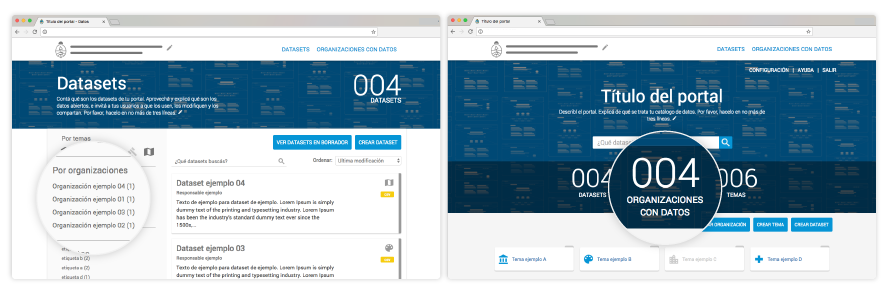 Título del portal - Datos
DATASETS ORGANIZACIONES CON DATOS
Datasets
Contá qué son los datasets de tu portal. Aprovechá y explicá qué son los
datos abiertos, e invitá a tus usuarios a que los usen, los modifiquen y los
compartan. Por favor, hacelo en no más de tres líneas.
004
DATASETS
Por temas
Por organizaciones
Organización ejemplo 04 (1)
Organización ejemplo 01 (1)
Organización ejemplo 03 (1)
Organización ejemplo 02 (1)
etiqueta b (2)
etiqueta a (2)
VER DATASETS EN BORRADOR
CREAR DATASET
¿Qué datasets buscás?
Ordenar:
Última modificación
Dataset ejemplo 04
Responsable ejemplo
Texto de ejemplo para dataset de ejemplo. Lorem Ipsum is simply
dummy text of the printing and typesetting industry. Lorem Ipsum
has been the industry's standard dummy text ever since the
1500s,...
Dataset ejemplo 03
Responsable ejemplo
Texto de ejemplo para dataset de ejemplo. Lorem Ipsum is simply
dummy text of the printing and typesetting industry. Lorem Ipsum
Título del portal
DATASETS ORGANIZACIONES CON DATOS
CONFIGURACIÓN | AYUDA | SALIR
Título del portal
Describí el portal. Explicá de qué se trata tu catálogo de datos. Por favor, hacelo en no más de
tres líneas.
¿Qué datas
004
DATASETS
004
ORGANIZACIONES
CON DATOS
006
TEMAS
ORGANIZACIÓN
CREAR TEMA
CREAR DATASET
Tema ejemplo A
Tema ejemplo B
Tema ejemplo C
Tema ejemplo D